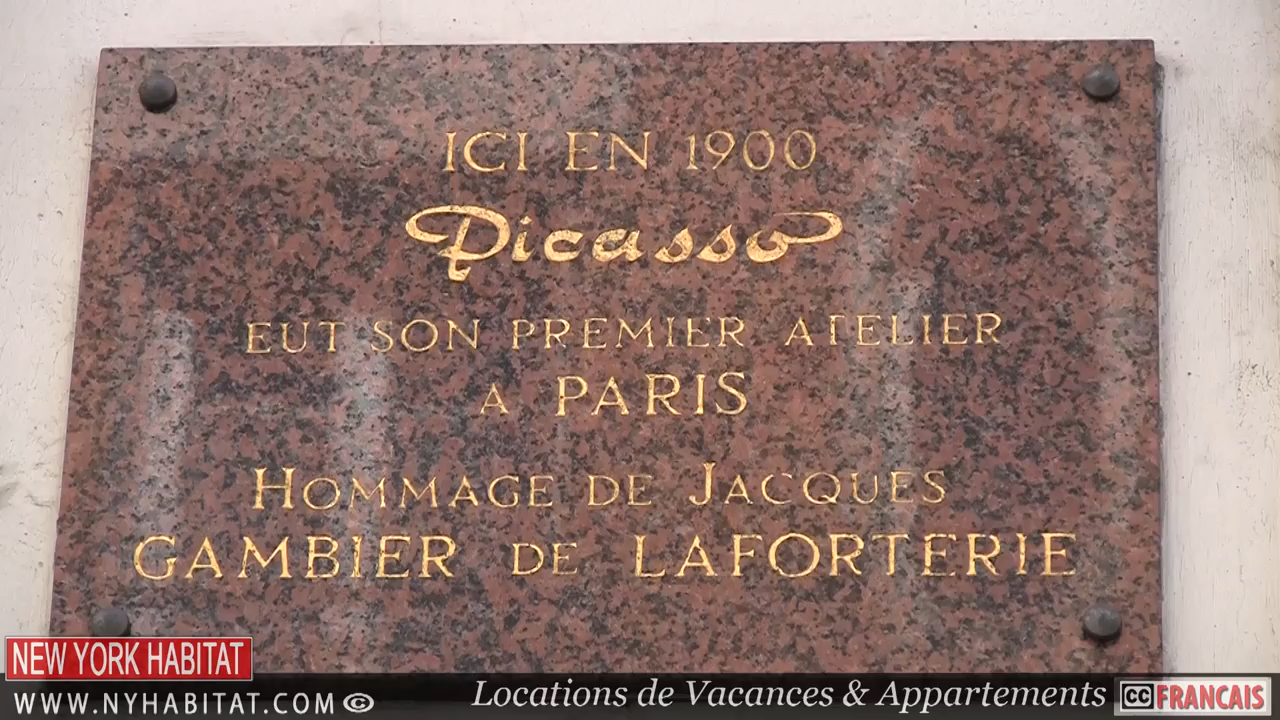 ICI EN 1900
Picasso
EUT SON PREMIER ATELIER
A PARIS
HOMMAGE DE JACQUES
GAMBIER DE LAFORTERIE
NEW YORK HABITAT
WWW.NYHABITAT.COM ©
Locations de Vacances & Appartements
CC FRANCAIS